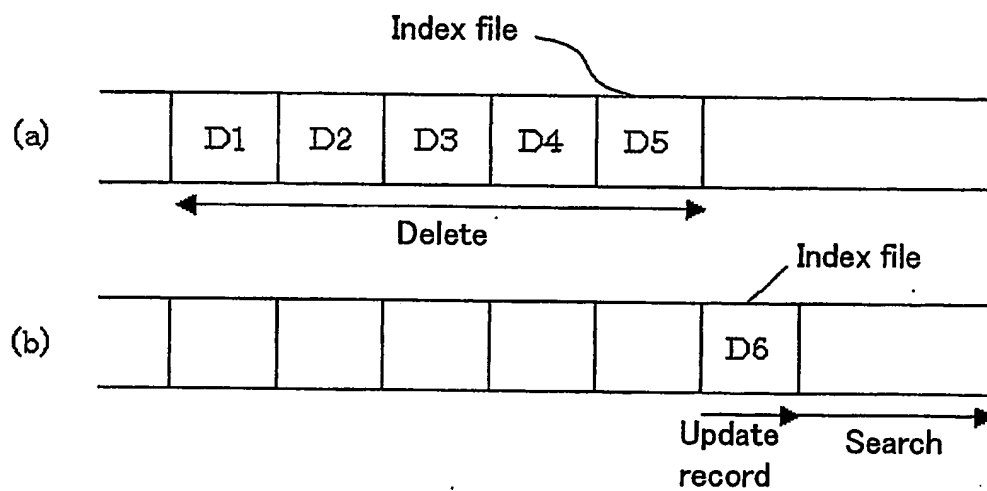 Index file
(a) D1 D2 D3 D4 D5
Delete
Index file
(b) D6
Update record
Search